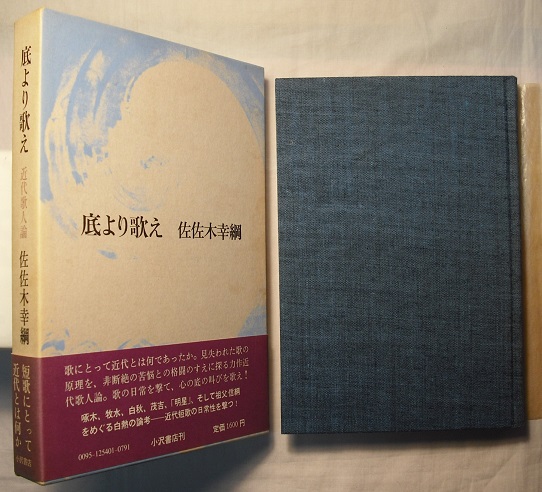 底より歌え 近代歌人論 佐佐木幸綱
短歌にとって
近代とは何か
小沢書店
底より歌え 佐佐木幸綱
歌にとって近代とは何であったか。見失われた歌の
原理を、非断絶の苦悩との格闘のすえに探る力作近
代歌人論。歌の日常を撃て、心の底の叫びを歌え!
啄木、牧水、白秋、茂吉、「明星」、そして祖父信綱
をめぐる白熱の論考——近代短歌の日常性を撃つ!
0095-125401-0791 小沢書店刊 定価1600円